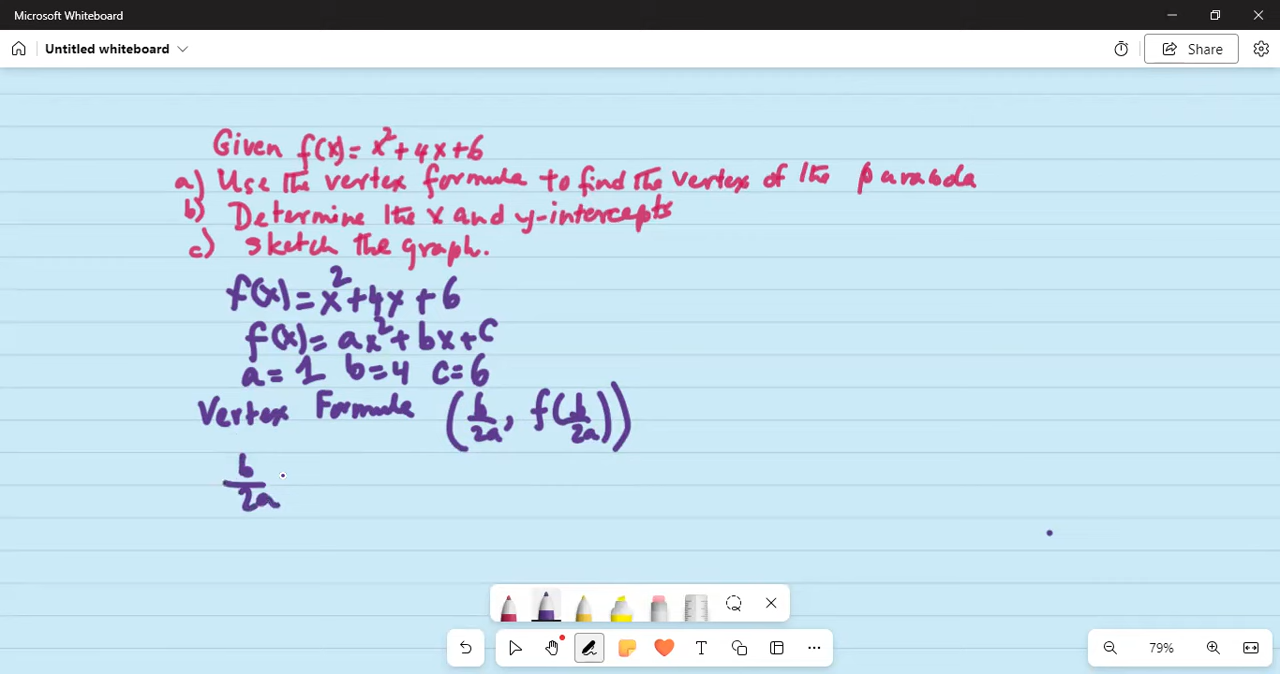 Microsoft Whiteboard
Untitled whiteboard
Share
Given f(x)= x²+4x+6
a) Use the vertex formula to find the vertex of the parabola
b) Determine the x and y-intercepts
c) sketch the graph.
f(x)=x²+4x+6
f(x)= ax²+bx+c
a=1 b=4 c=6
Vertex Formula (b/2a, f(b/2a))
b/2a
79%